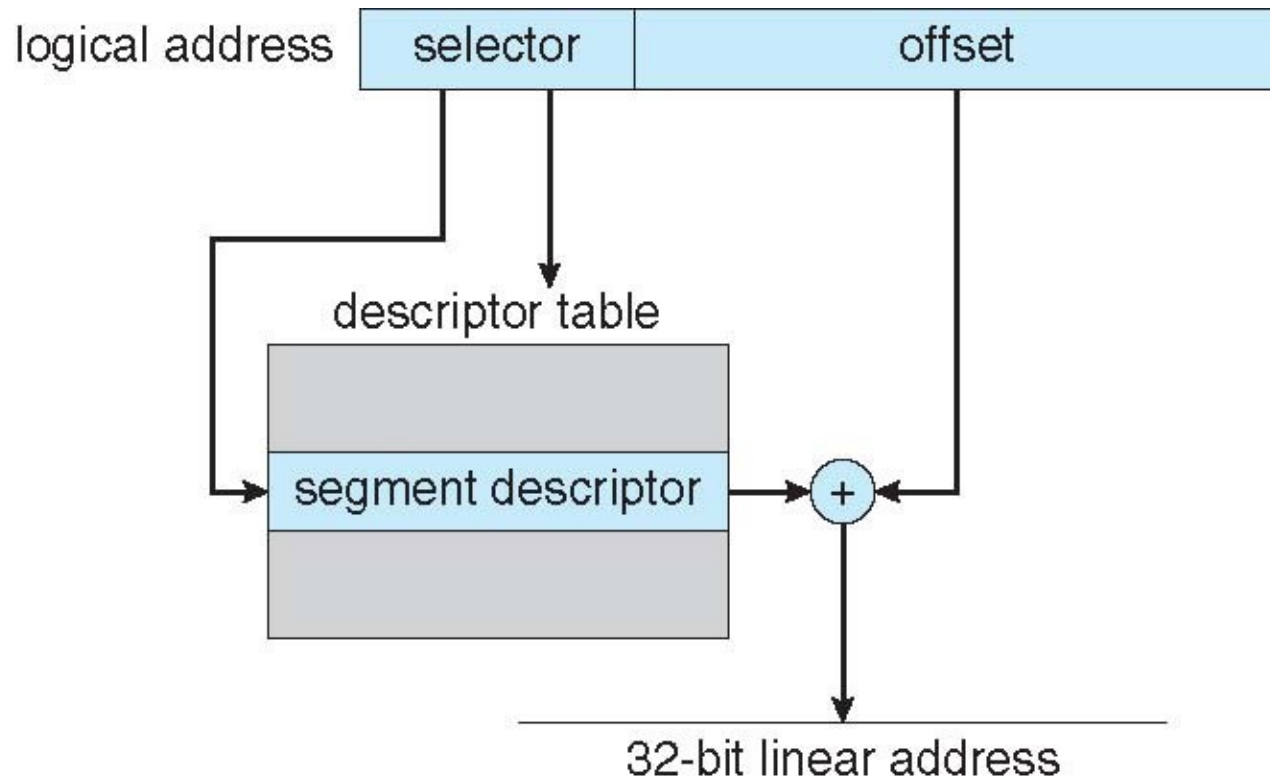 logical address selector offset
descriptor table
segment descriptor +
32-bit linear address